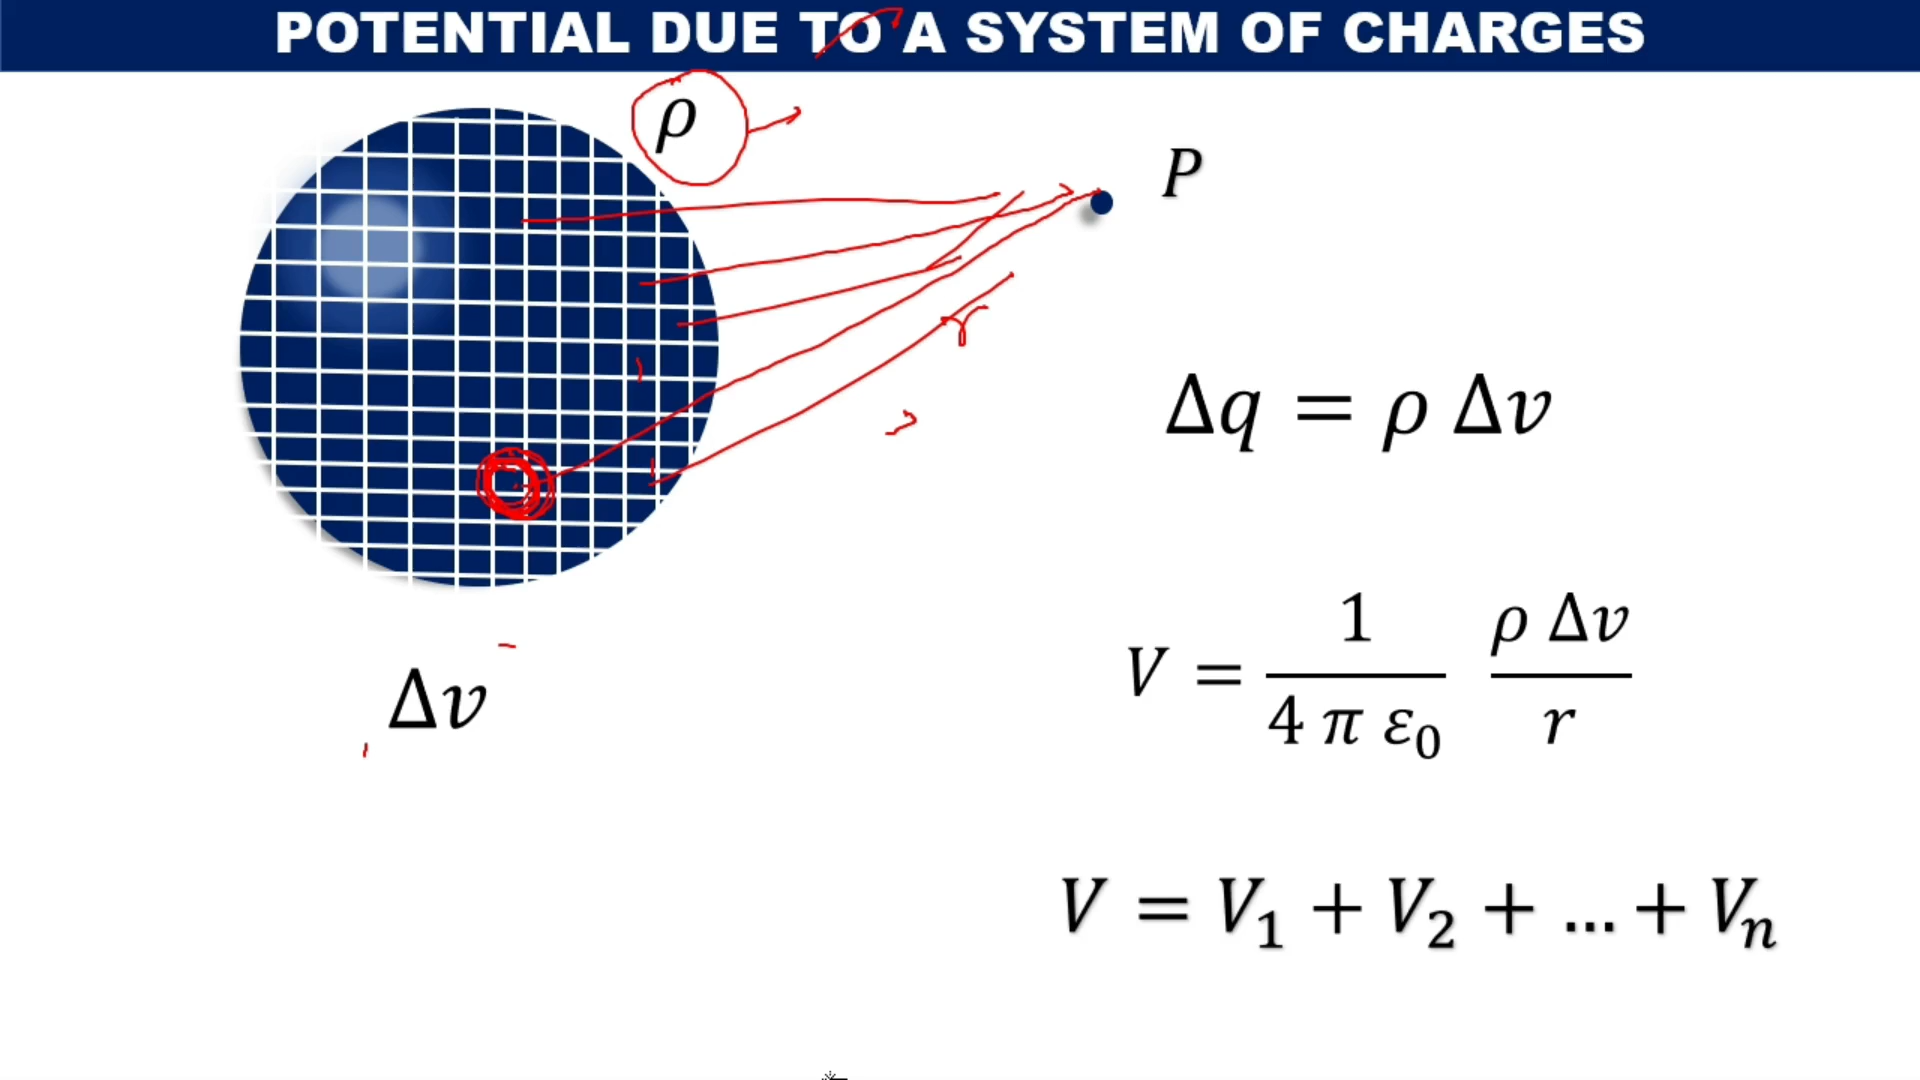 POTENTIAL DUE TO A SYSTEM OF CHARGES
ρ
P
r
Δq = ρ Δv
V = 1 / 4 π ε₀ ρ Δv / r
Δv
V = V₁ + V₂ + ... + Vₙ